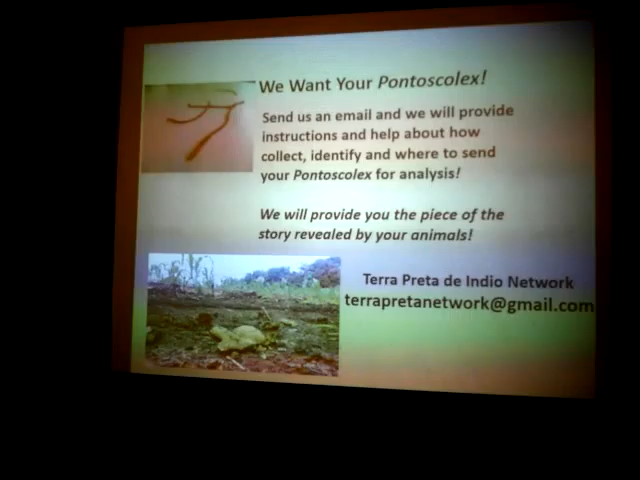 We Want Your Pontoscolex!
Send us an email and we will provide
instructions and help about how
collect, identify and where to send
your Pontoscolex for analysis!
We will provide you the piece of the
story revealed by your animals!
Terra Preta de Indio Network
terrapretanetwork@gmail.com